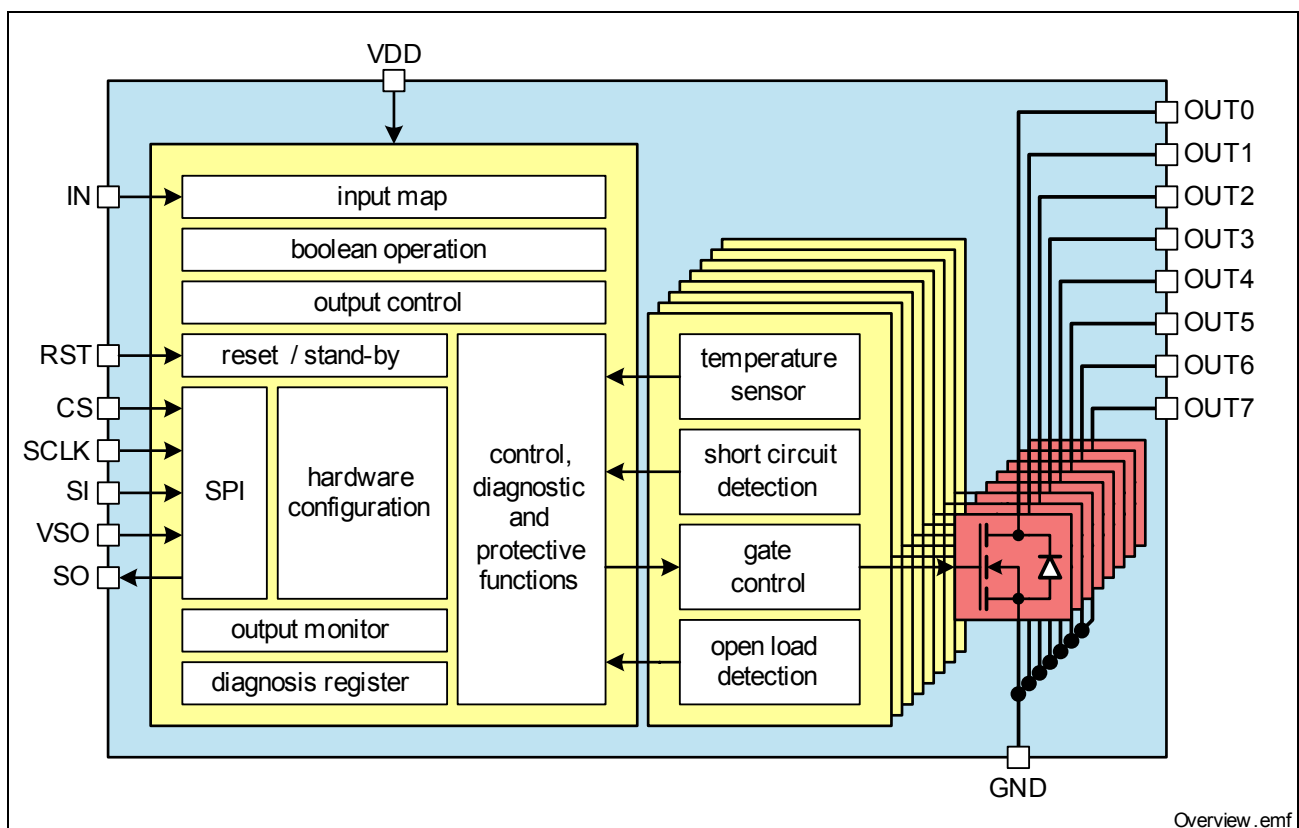 VDD
IN
RST
CS
SCLK
SI
VSO
SO
input map
boolean operation
output control
reset / stand-by
SPI
hardware
configuration
control,
diagnostic
and
protective
functions
output monitor
diagnosis register
temperature
sensor
short circuit
detection
gate
control
open load
detection
OUT0
OUT1
OUT2
OUT3
OUT4
OUT5
OUT6
OUT7
GND
Overview.emf